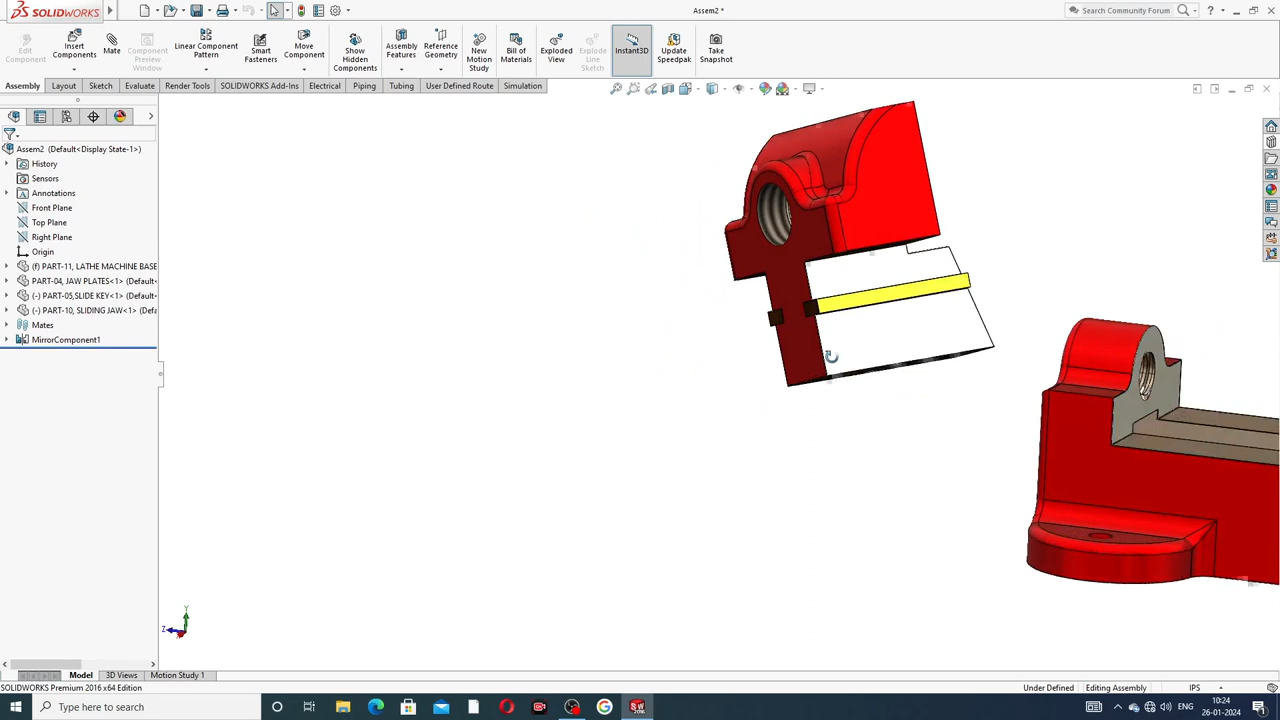 SOLIDWORKS
Assem2 *
Search Community Forum
Edit Component
Insert Components
Mate
Component Preview Window
Linear Component Pattern
Smart Fasteners
Move Component
Show Hidden Components
Assembly Features
Reference Geometry
New Motion Study
Bill of Materials
Exploded View
Explode Line Sketch
Instant3D
Update Speedpak
Take Snapshot
Assembly
Layout
Sketch
Evaluate
Render Tools
SOLIDWORKS Add-Ins
Electrical
Piping
Tubing
User Defined Route
Simulation
Assem2 (Default<Display State-1>)
History
Sensors
Annotations
Front Plane
Top Plane
Right Plane
Origin
(f) PART-11, LATHE MACHINE BASE
PART-04, JAW PLATES<1> (Default<
(-) PART-05,SLIDE KEY<1> (Default<
(-) PART-10, SLIDING JAW<1> (Defa
Mates
MirrorComponent1
Y
Z
Model
3D Views
Motion Study 1
SOLIDWORKS Premium 2016 x64 Edition
Under Defined
Editing Assembly
IPS
Type here to search
ENG
10:24
26-01-2024